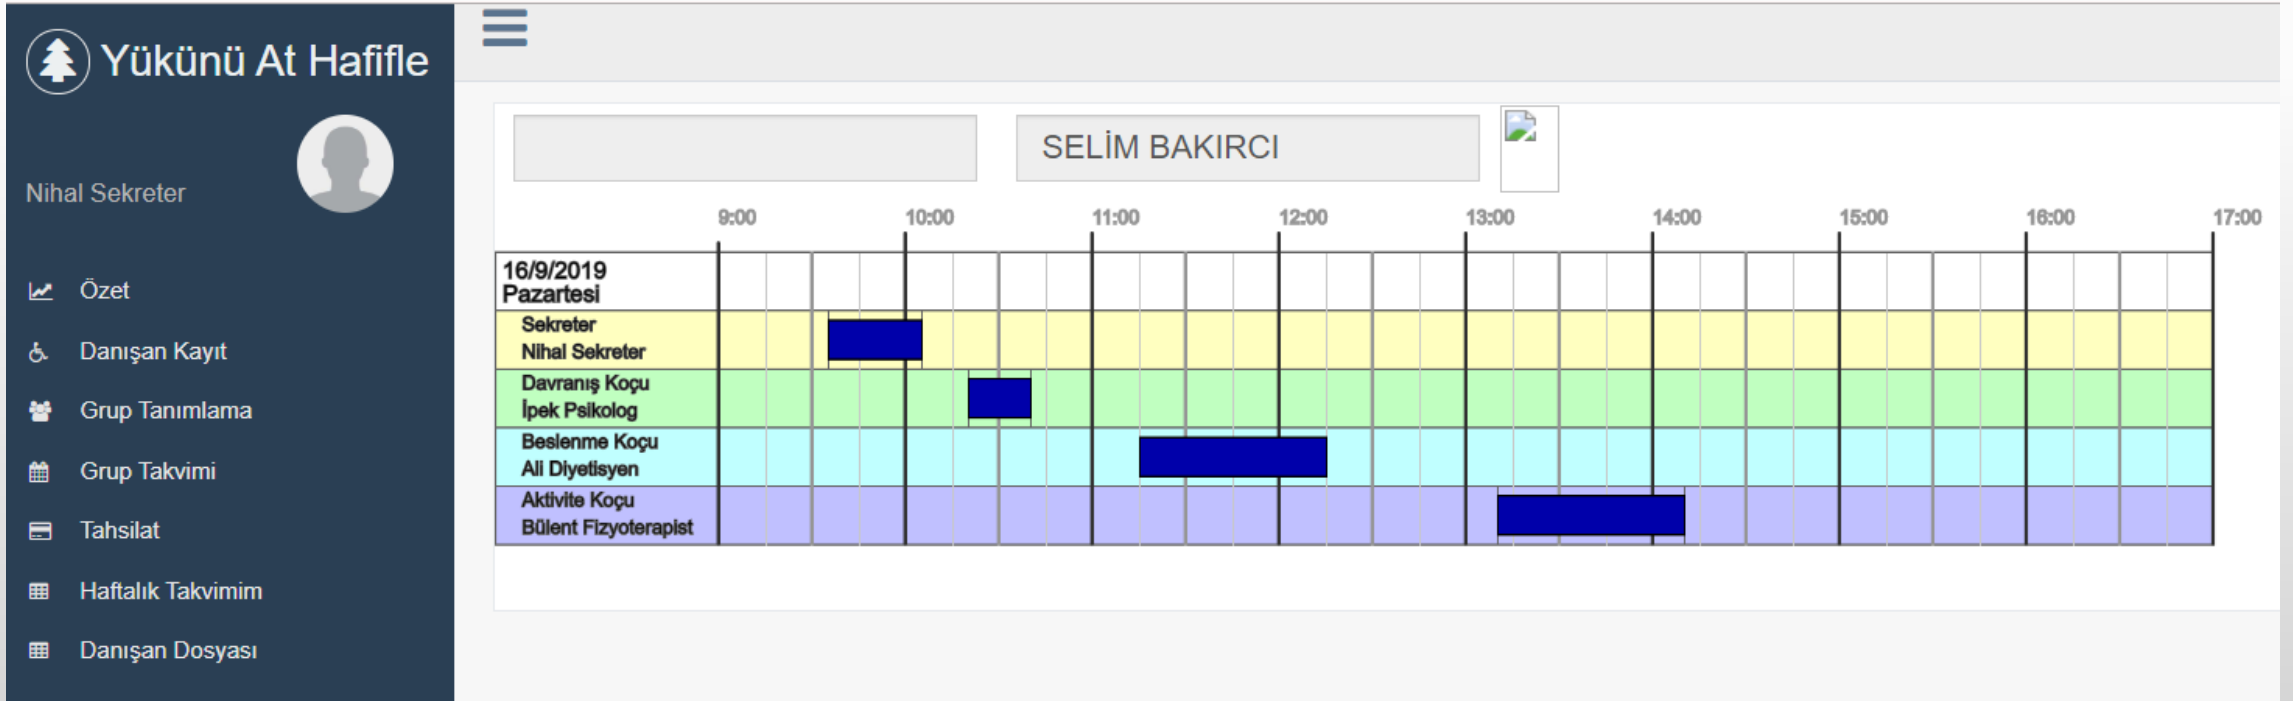 Yükünü At Hafifle
Nihal Sekreter
Özet
Danışan Kayıt
Grup Tanımlama
Grup Takvimi
Tahsilat
Haftalık Takvimim
Danışan Dosyası
SELİM BAKIRCI
9:00 10:00 11:00 12:00 13:00 14:00 15:00 16:00 17:00
16/9/2019
Pazartesi
Sekreter
Nihal Sekreter
Davranış Koçu
İpek Psikolog
Beslenme Koçu
Ali Diyetisyen
Aktivite Koçu
Bülent Fizyoterapist